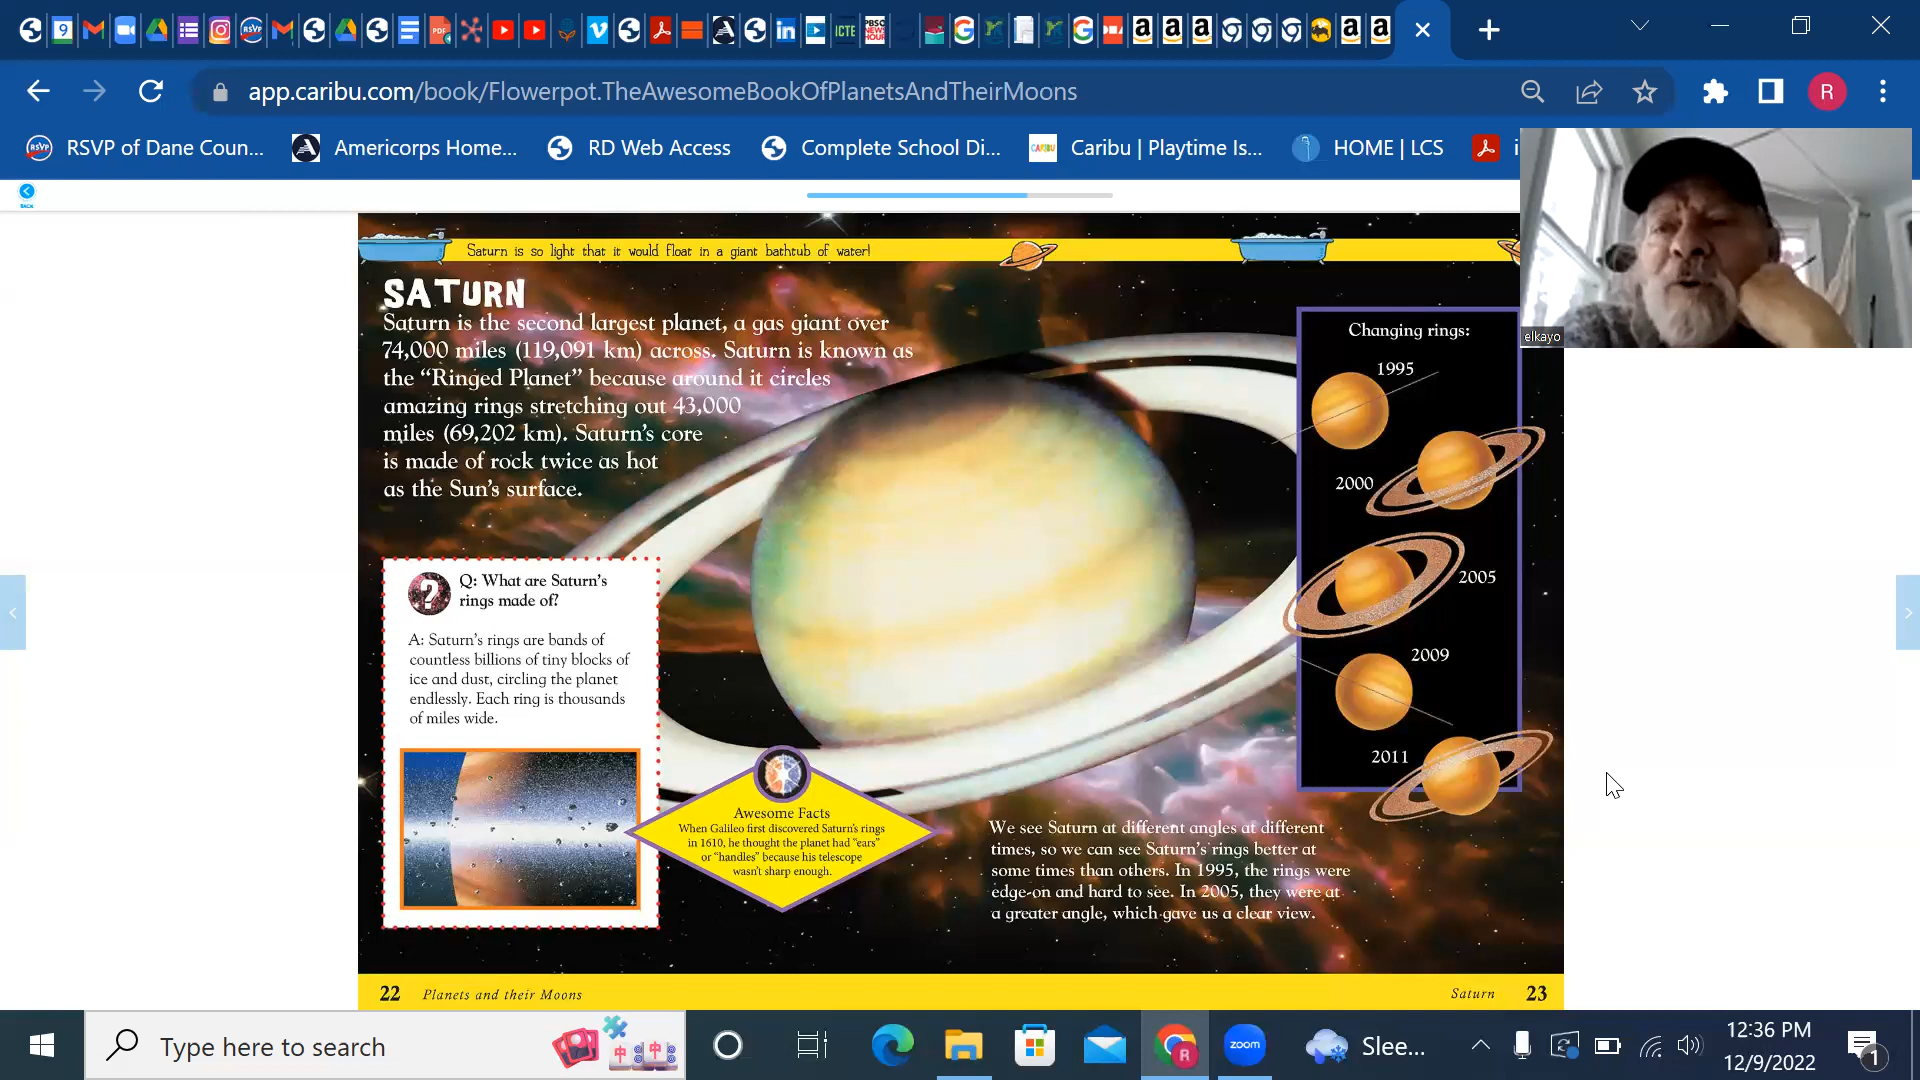 9
PDF
ICTE
PBSO NEWS HOUR
app.caribu.com/book/Flowerpot.TheAwesomeBookOfPlanetsAndTheirMoons
R
RSVP of Dane Coun...
Americorps Home...
RD Web Access
Complete School Di...
CARIBU
Caribu | Playtime Is...
HOME | LCS
BACK
elkayo
Saturn is so light that it would float in a giant bathtub of water!
SATURN
Saturn is the second largest planet, a gas giant over
74,000 miles (119,091 km) across. Saturn is known as
the “Ringed Planet” because around it circles
amazing rings stretching out 43,000
miles (69,202 km). Saturn’s core
is made of rock twice as hot
as the Sun’s surface.
Q: What are Saturn’s
rings made of?
A: Saturn’s rings are bands of
countless billions of tiny blocks of
ice and dust, circling the planet
endlessly. Each ring is thousands
of miles wide.
Awesome Facts
When Galileo first discovered Saturn’s rings
in 1610, he thought the planet had “ears”
or “handles” because his telescope
wasn’t sharp enough.
Changing rings:
1995
2000
2005
2009
2011
We see Saturn at different angles at different
times, so we can see Saturn’s rings better at
some times than others. In 1995, the rings were
edge-on and hard to see. In 2005, they were at
a greater angle, which gave us a clear view.
22 Planets and their Moons
Saturn 23
Type here to search
R
zoom
Slee...
12:36 PM
12/9/2022
1